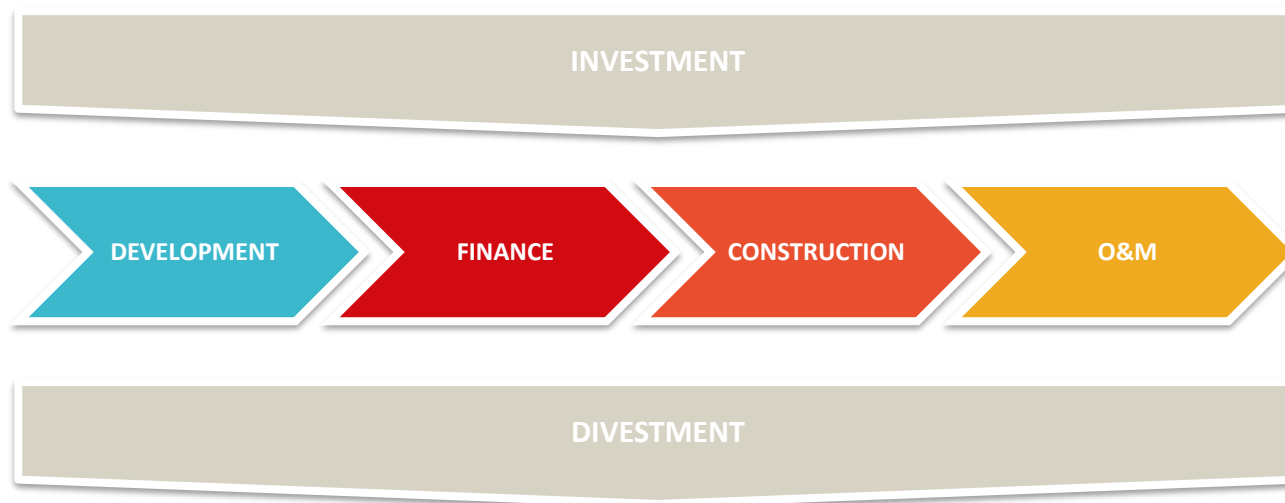 INVESTMENT
DEVELOPMENT
FINANCE
CONSTRUCTION
O&M
DIVESTMENT